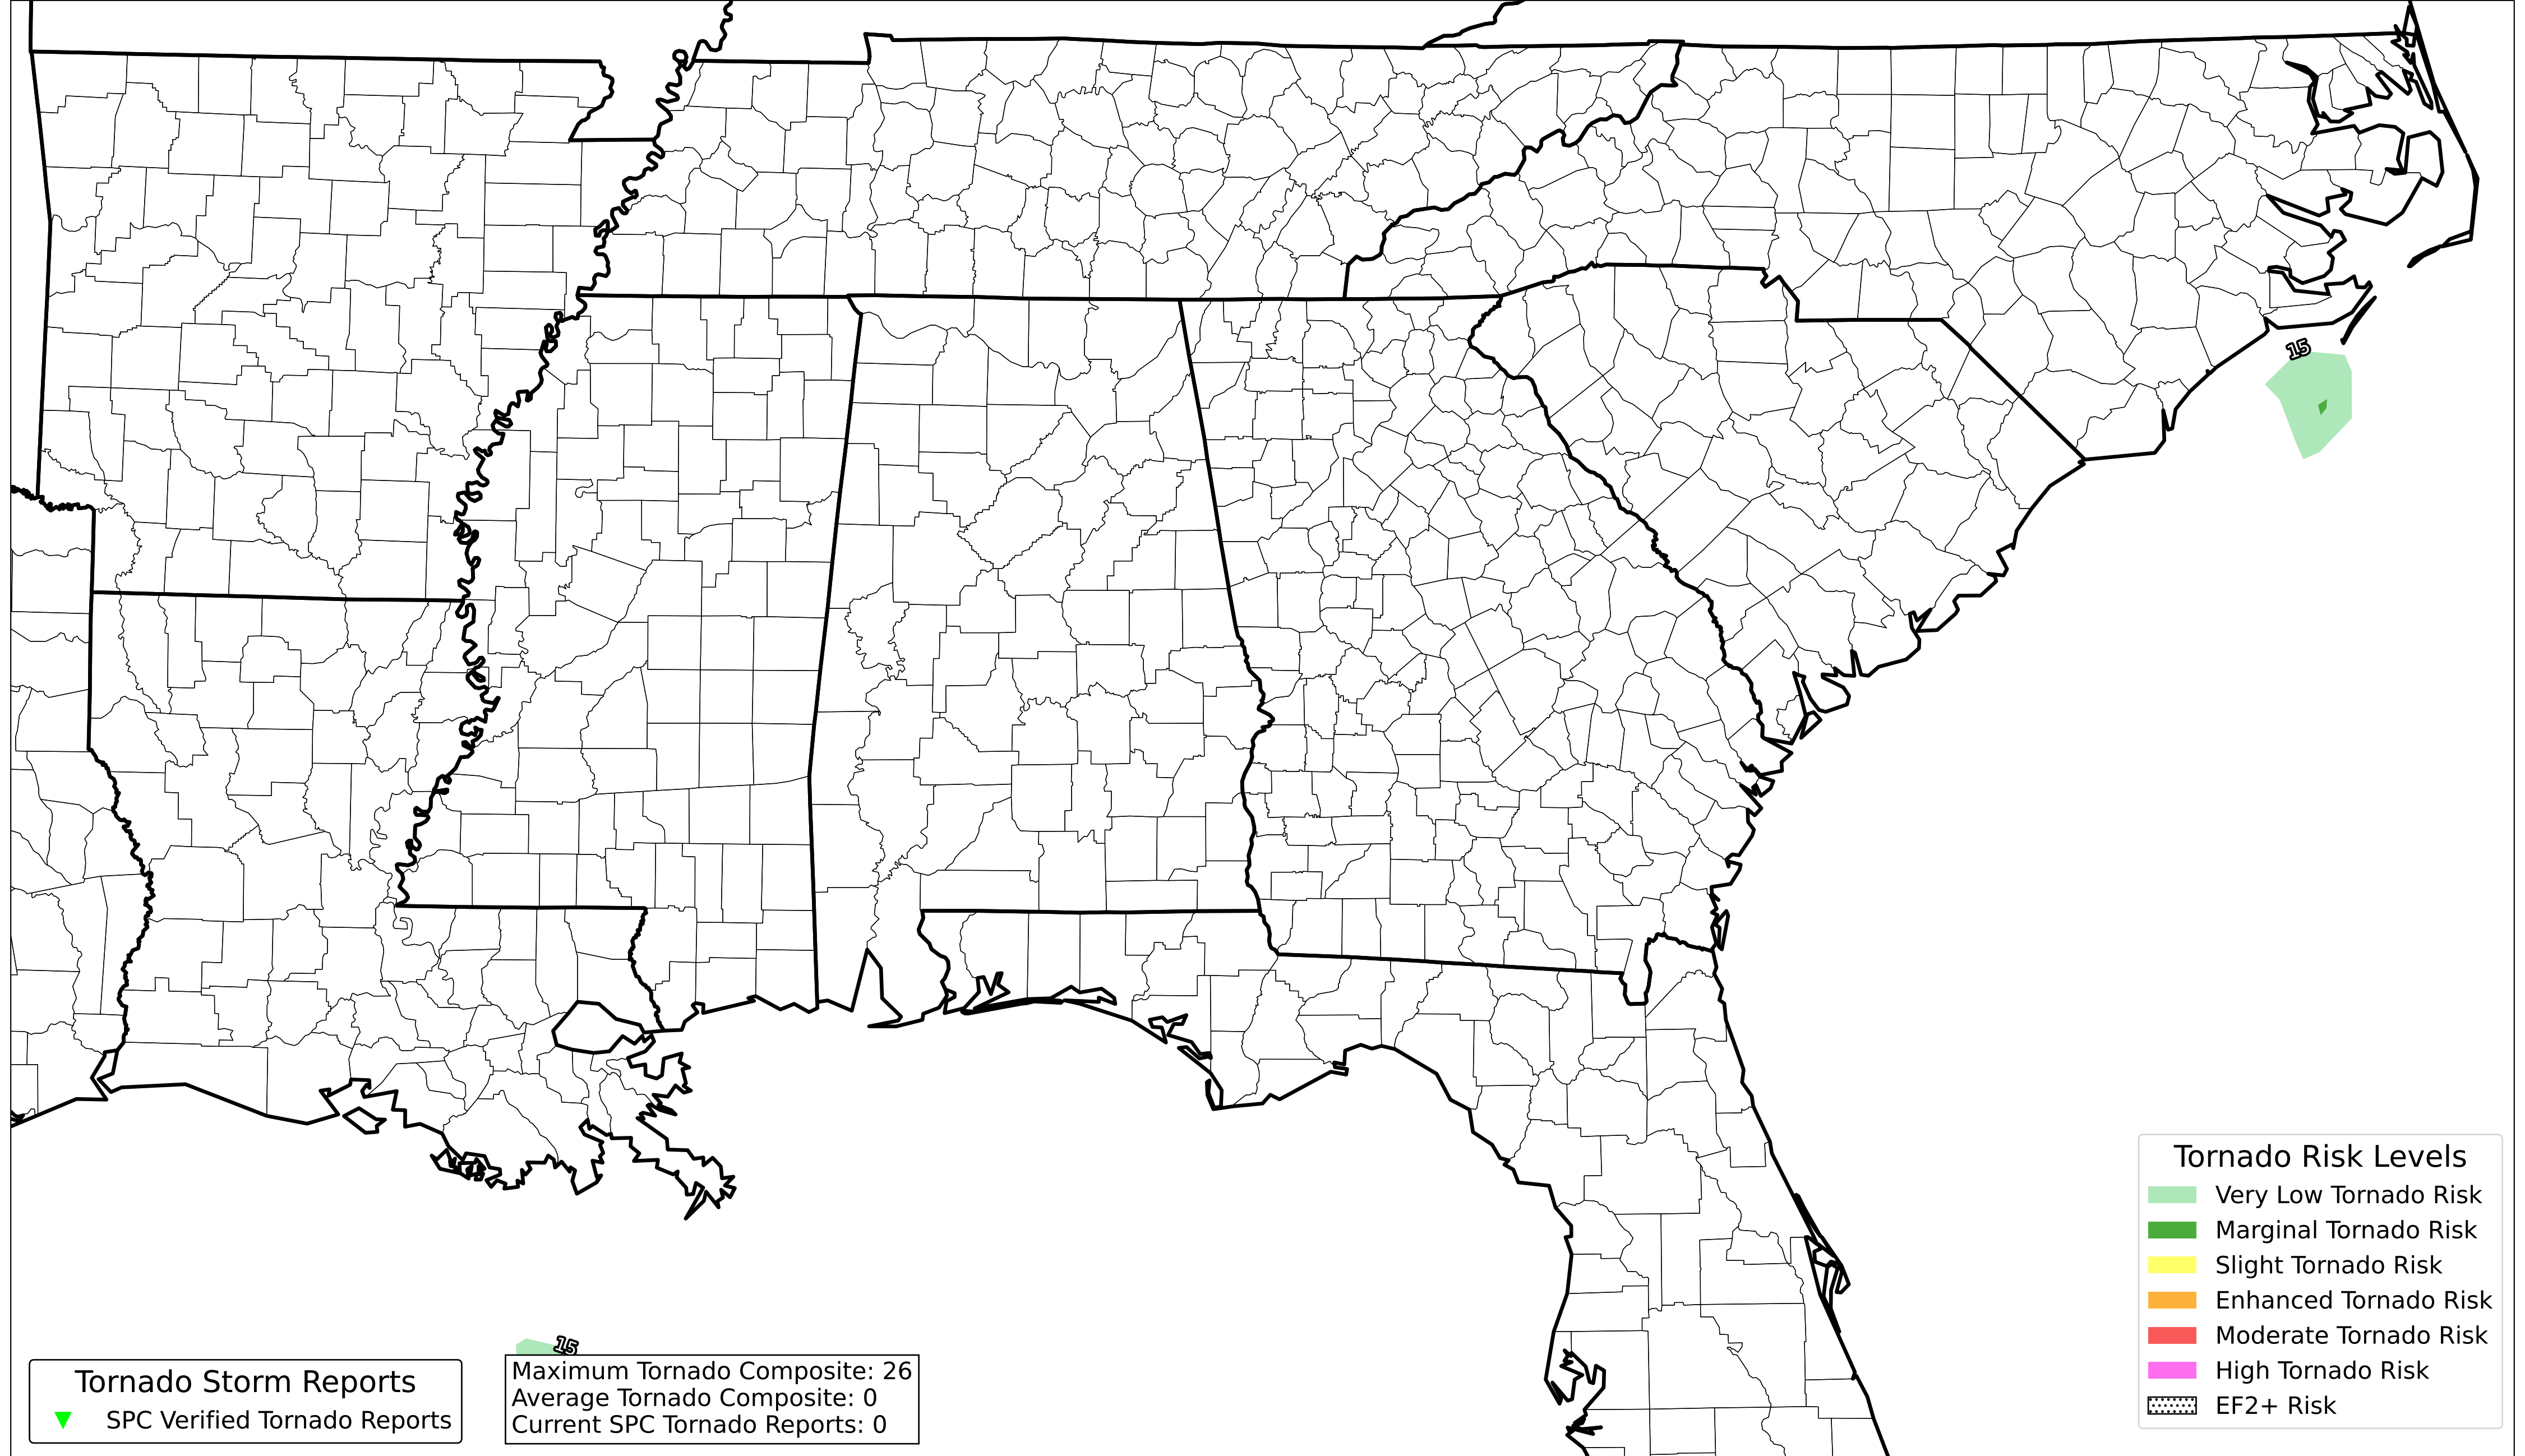 15
Tornado Risk Levels
Very Low Tornado Risk
Marginal Tornado Risk
Slight Tornado Risk
Enhanced Tornado Risk
Moderate Tornado Risk
High Tornado Risk
EF2+ Risk
15
Tornado Storm Reports
SPC Verified Tornado Reports
Maximum Tornado Composite: 26
Average Tornado Composite: 0
Current SPC Tornado Reports: 0